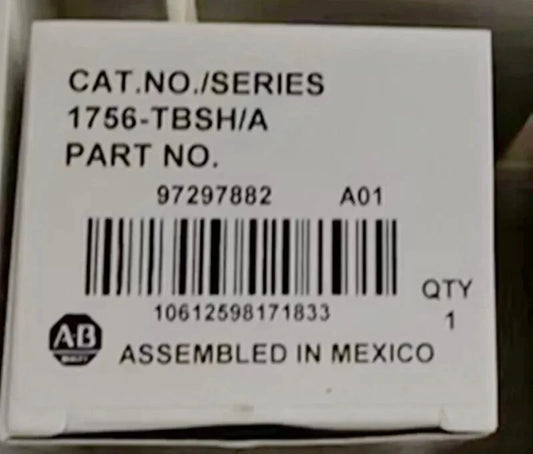 CAT.NO./SERIES
1756-TBSH/A
PART NO.
97297882 A01
10612598171833
QTY
1
AB
ASSEMBLED IN MEXICO